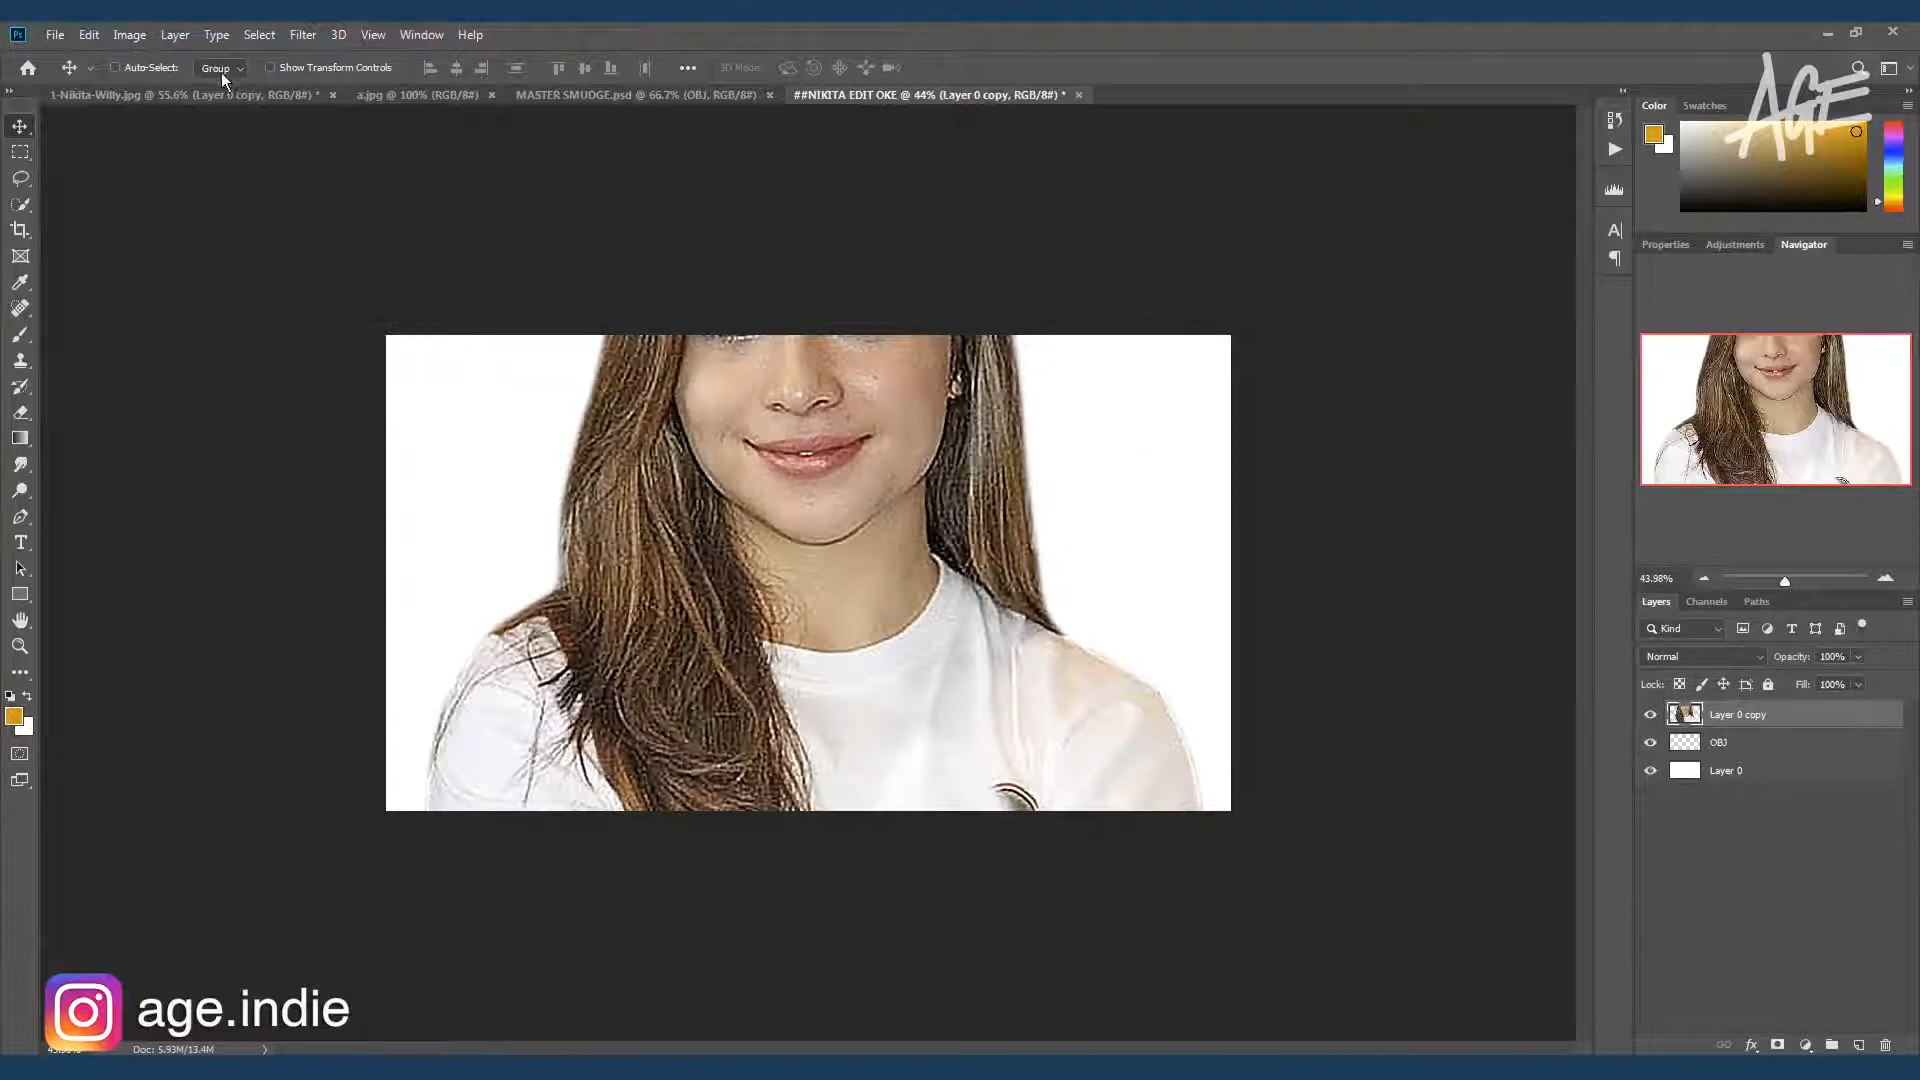 File Edit Image Layer Type Select Filter 3D View Window Help
Auto-Select: Group Show Transform Controls 3D Mode:
1-Nikita-Willy.jpg @ 55.6% (Layer 0 copy, RGB/8#) * a.jpg @ 100% (RGB/8#) MASTER SMUDGE.psd @ 66.7% (OBJ, RGB/8#) ##NIKITA EDIT OKE @ 44% (Layer 0 copy, RGB/8#) *
AGE
Color Swatches
Properties Adjustments Navigator
43.98%
Layers Channels Paths
Kind
Normal Opacity: 100%
Lock: Fill: 100%
Layer 0 copy
OBJ
Layer 0
age.indie
Doc: 5.93M/13.4M